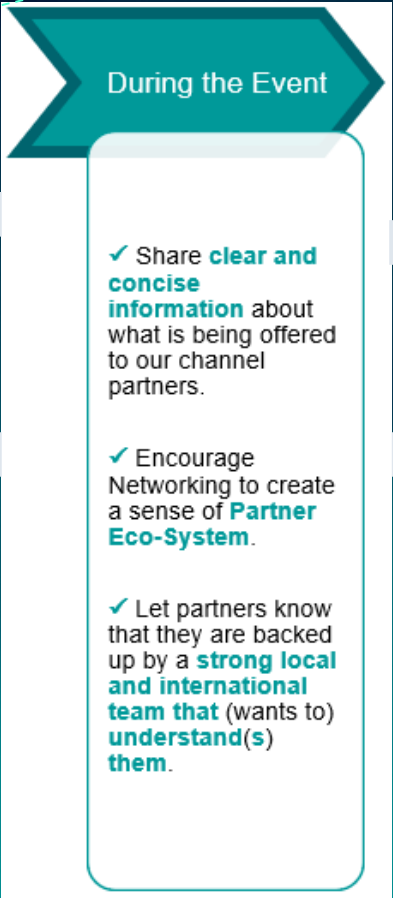 During the Event
✓ Share clear and
concise
information about
what is being offered
to our channel
partners.
✓ Encourage
Networking to create
a sense of Partner
Eco-System.
✓ Let partners know
that they are backed
up by a strong local
and international
team that (wants to)
understand(s)
them.